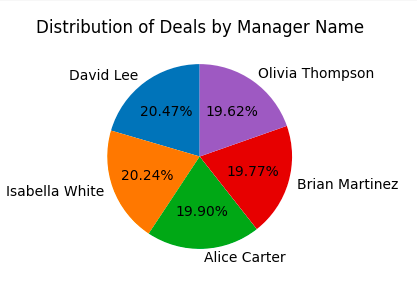 Distribution of Deals by Manager Name
David Lee
Olivia Thompson
20.47%
19.62%
Isabella White
20.24%
19.77%
Brian Martinez
19.90%
Alice Carter